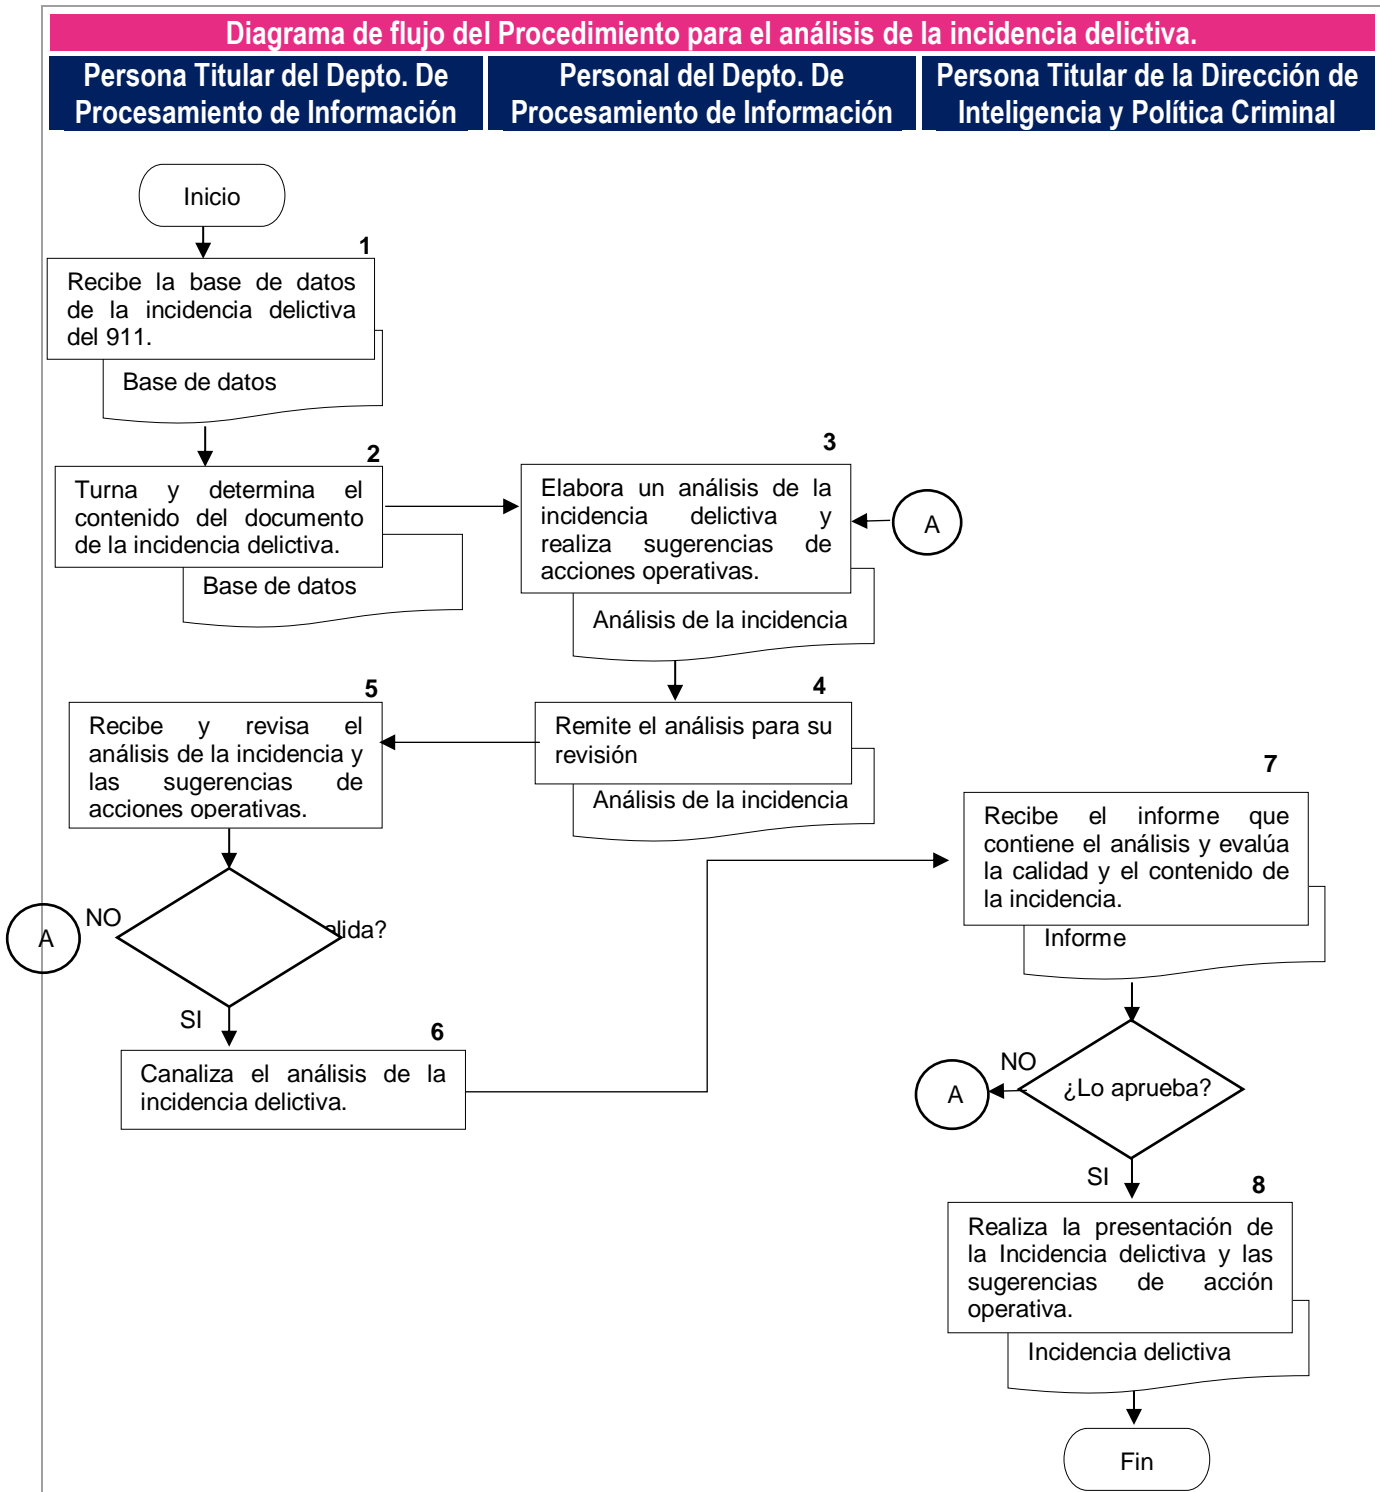 Diagrama de flujo del Procedimiento para el análisis de la incidencia delictiva.
Persona Titular del Depto. De
Procesamiento de Información
Personal del Depto. De
Procesamiento de Información
Persona Titular de la Dirección de
Inteligencia y Política Criminal
Inicio
1
Recibe la base de datos
de la incidencia delictiva
del 911.
Base de datos
2
Turna y determina el
contenido del documento
de la incidencia delictiva.
Base de datos
3
Elabora un análisis de la
incidencia delictiva y
realiza sugerencias de
acciones operativas.
A
Análisis de la incidencia
4
Remite el análisis para su
revisión
Análisis de la incidencia
5
Recibe y revisa el
análisis de la incidencia y
las sugerencias de
acciones operativas.
NO
A
SI
6
Canaliza el análisis de la
incidencia delictiva.
7
Recibe el informe que
contiene el análisis y evalúa
la calidad y el contenido de
la incidencia.
Informe
NO
A
¿Lo aprueba?
SI
8
Realiza la presentación de
la Incidencia delictiva y las
sugerencias de acción
operativa.
Incidencia delictiva
Fin